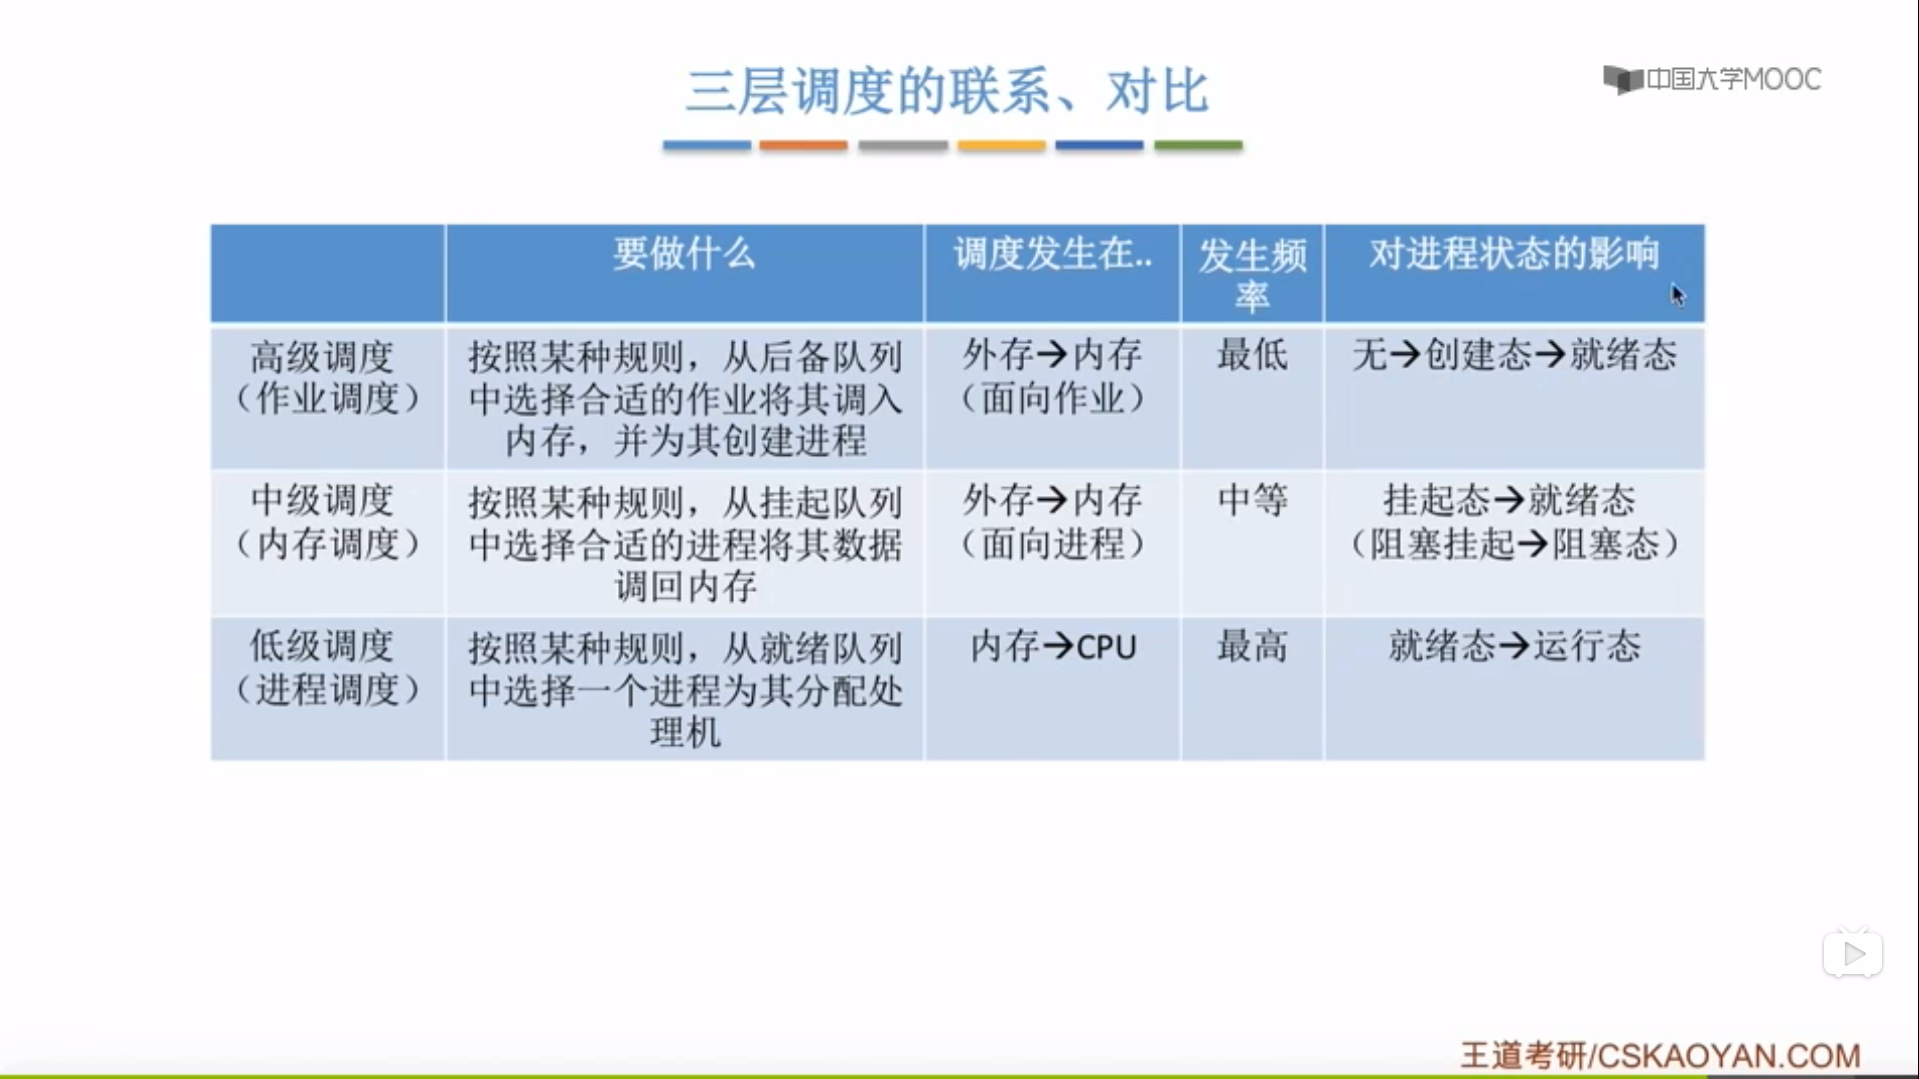 三层调度的联系、对比
中国大学MOOC
要做什么
调度发生在..
发生频
率
对进程状态的影响
高级调度
（作业调度）
按照某种规则，从后备队列
中选择合适的作业将其调入
内存，并为其创建进程
外存→内存
（面向作业）
最低
无→创建态→就绪态
中级调度
（内存调度）
按照某种规则，从挂起队列
中选择合适的进程将其数据
调回内存
外存→内存
（面向进程）
中等
挂起态→就绪态
（阻塞挂起→阻塞态）
低级调度
（进程调度）
按照某种规则，从就绪队列
中选择一个进程为其分配处
理机
内存→CPU
最高
就绪态→运行态
王道考研/CSKAOYAN.COM